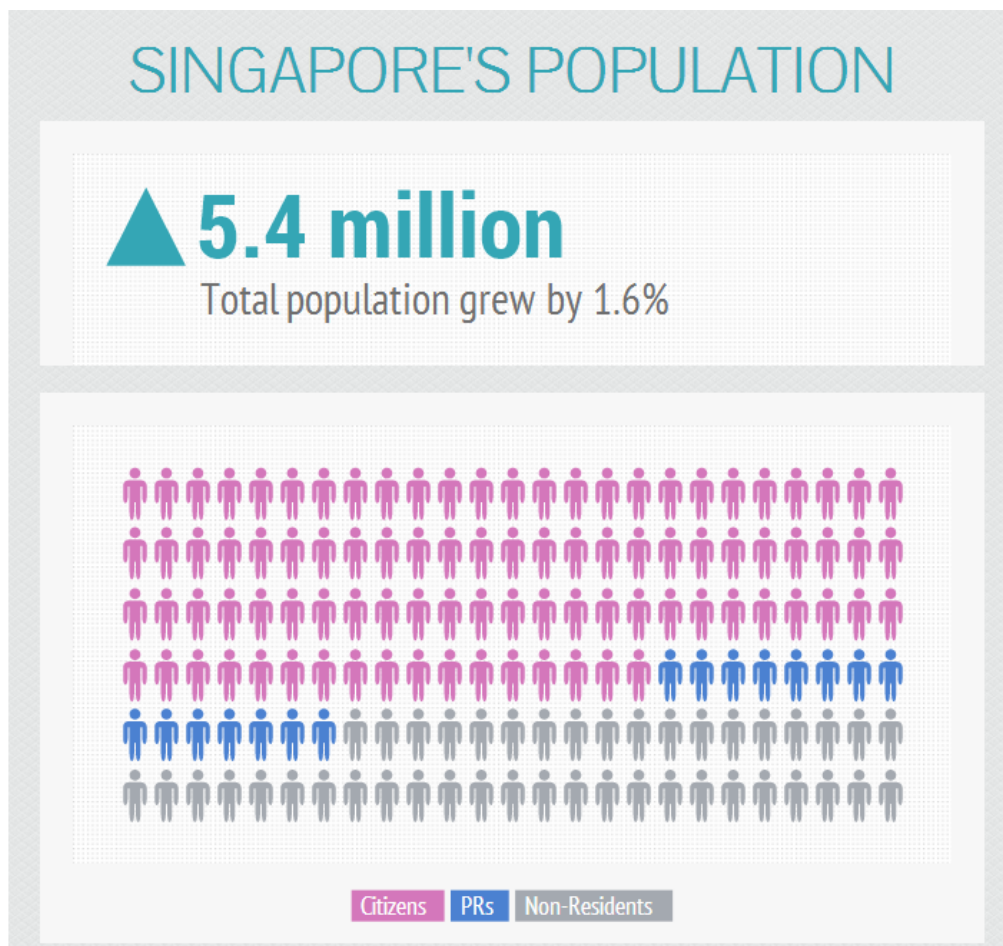 SINGAPORE'S POPULATION
5.4 million
Total population grew by 1.6%
Citizens PRs Non-Residents